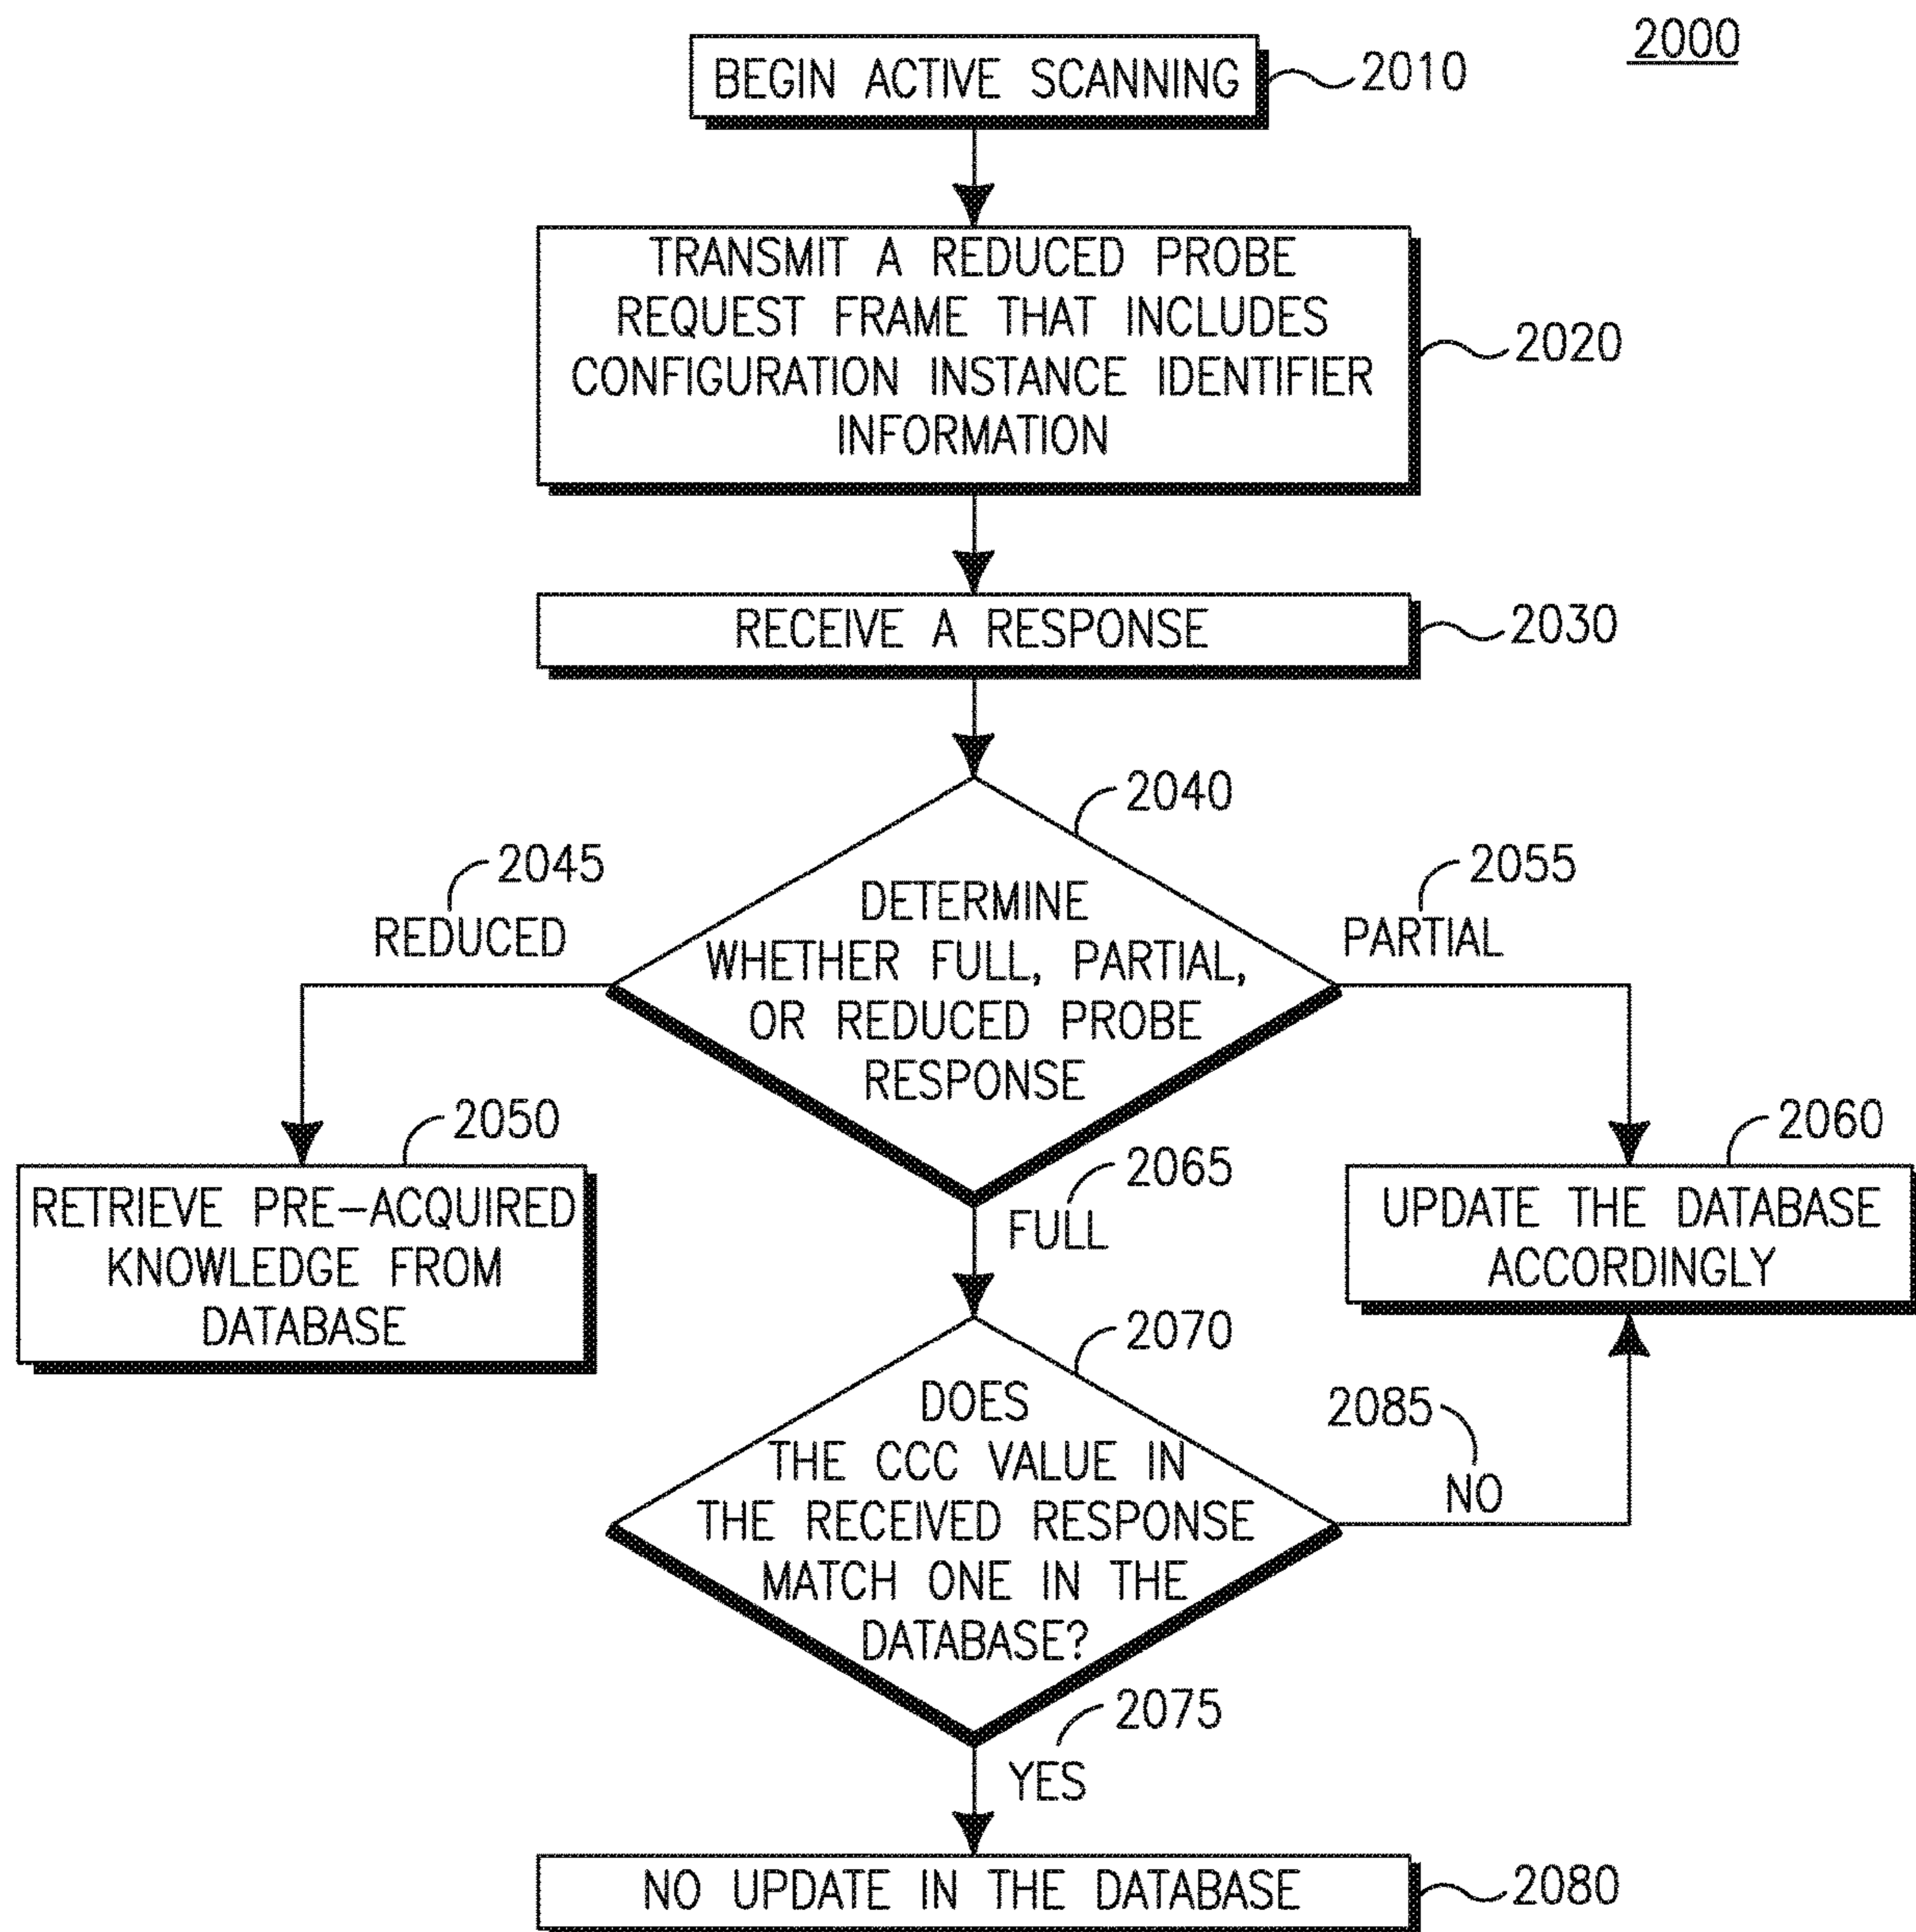 2000
BEGIN ACTIVE SCANNING
2010
TRANSMIT A REDUCED PROBE
REQUEST FRAME THAT INCLUDES
CONFIGURATION INSTANCE IDENTIFIER
INFORMATION
2020
RECEIVE A RESPONSE
2030
2040
DETERMINE
WHETHER FULL, PARTIAL,
OR REDUCED PROBE
RESPONSE
2045
REDUCED
2055
PARTIAL
2050
RETRIEVE PRE-ACQUIRED
KNOWLEDGE FROM
DATABASE
2065
FULL
2060
UPDATE THE DATABASE
ACCORDINGLY
2070
DOES
THE CCC VALUE IN
THE RECEIVED RESPONSE
MATCH ONE IN THE
DATABASE?
2085
NO
2075
YES
NO UPDATE IN THE DATABASE
2080